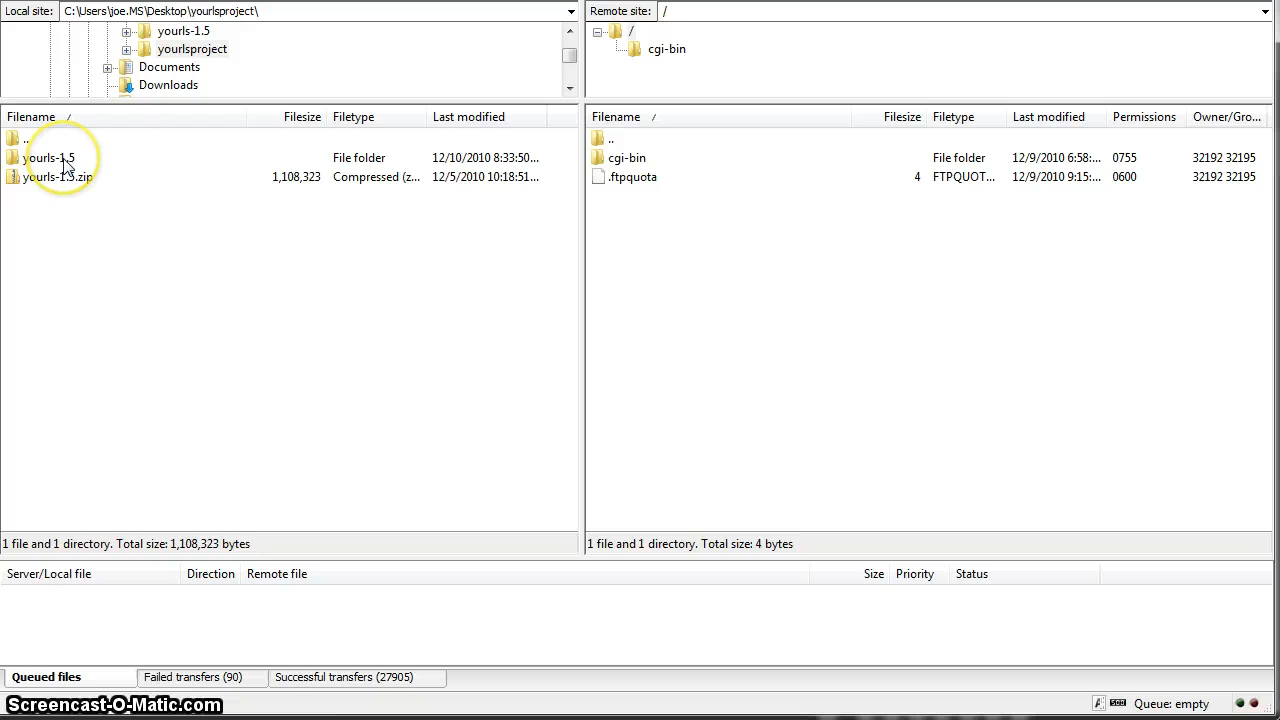 Local site: C:\Users\joe.MS\Desktop\yourlsproject\ Remote site: /
yourls-1.5 /
yourlsproject cgi-bin
Documents
Downloads
Filename / Filesize Filetype Last modified Filename / Filesize Filetype Last modified Permissions Owner/Gro...
.. ..
yourls-1.5 File folder 12/10/2010 8:33:50... cgi-bin File folder 12/9/2010 6:58:... 0755 32192 32195
yourls-1.5.zip 1,108,323 Compressed (z... 12/5/2010 10:18:51... .ftpquota 4 FTPQUOT... 12/9/2010 9:15:... 0600 32192 32195
1 file and 1 directory. Total size: 1,108,323 bytes 1 file and 1 directory. Total size: 4 bytes
Server/Local file Direction Remote file Size Priority Status
Queued files Failed transfers (90) Successful transfers (27905)
Screencast-O-Matic.com Queue: empty